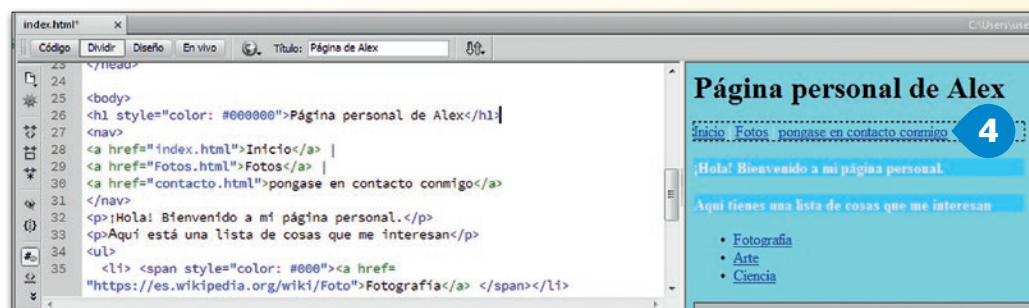 index.html*
C:\Users\use
Código Dividir Diseño En vivo Título: Página de Alex
23 </head>
24
25 <body>
26 <h1 style="color: #000000">Página personal de Alex</h1>
27 <nav>
28 <a href="index.html">Inicio</a> |
29 <a href="Fotos.html">Fotos</a> |
30 <a href="contacto.html">pongase en contacto conmigo</a>
31 </nav>
32 <p>¡Hola! Bienvenido a mi página personal.</p>
33 <p>Aquí está una lista de cosas que me interesan</p>
34 <ul>
35 <li> <span style="color: #000"><a href=
"https://es.wikipedia.org/wiki/Foto">Fotografía</a> </span></li>
Página personal de Alex
Inicio | Fotos | pongase en contacto conmigo
4
¡Hola! Bienvenido a mi página personal.
Aquí tienes una lista de cosas que me interesan
• Fotografía
• Arte
• Ciencia